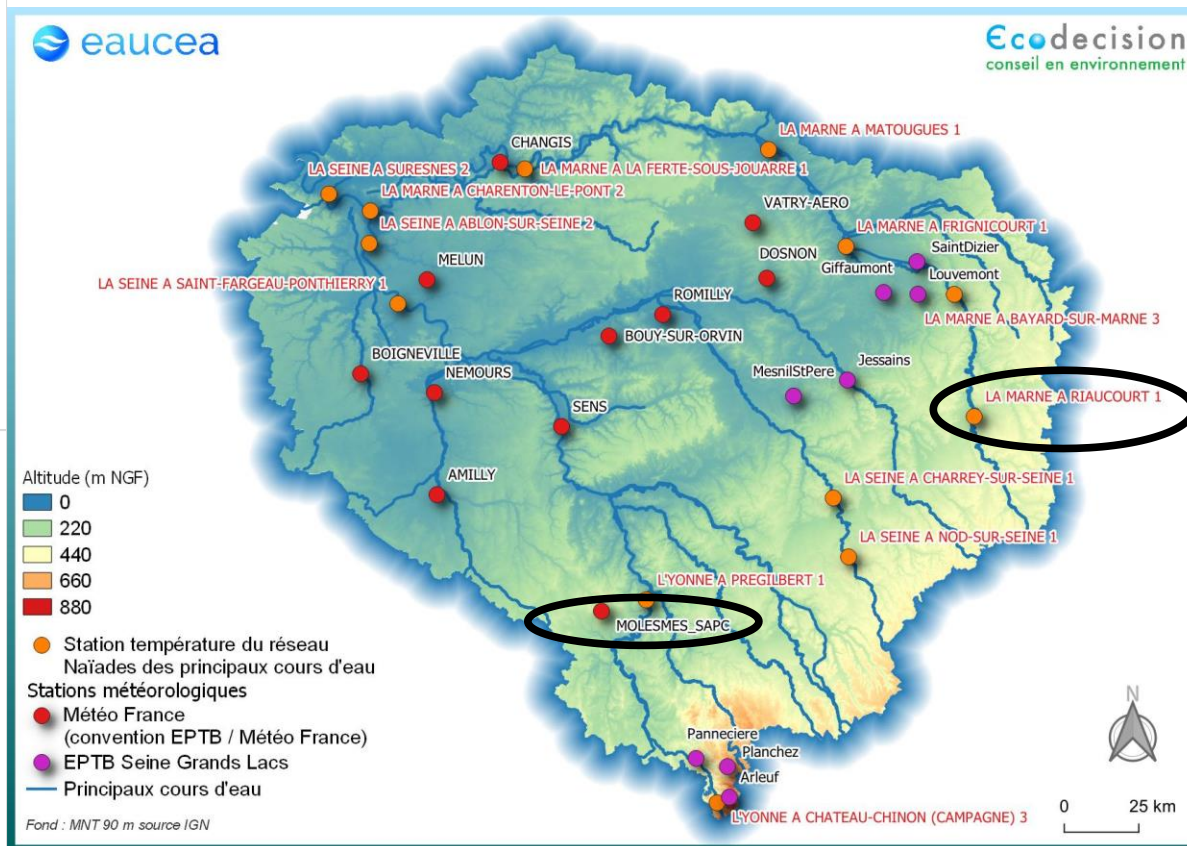 eaucea
Ecodecision
conseil en environnement
LA MARNE A MATOUGUES 1
CHANGIS
LA SEINE A SURESNES 2
LA MARNE A LA FERTE-SOUS-JOUARRE 1
LA MARNE A CHARENTON-LE-PONT 2
VATRY-AERO
LA SEINE A ABLON-SUR-SEINE 2
LA MARNE A FRIGNICOURT 1
SaintDizier
DOSNON
MELUN
Giffaumont
Louvemont
LA SEINE A SAINT-FARGEAU-PONTHIERRY 1
ROMILLY
LA MARNE A BAYARD-SUR-MARNE 3
BOUY-SUR-ORVIN
BOIGNEVILLE
NEMOURS
MesnilStPere
Jessains
LA MARNE A RIAUCOURT 1
SENS
AMILLY
LA SEINE A CHARREY-SUR-SEINE 1
LA SEINE A NOD-SUR-SEINE 1
L'YONNE A PREGILBERT 1
MOLESMES_SAPC
Panneciere
Planchez
Arleuf
L'YONNE A CHATEAU-CHINON (CAMPAGNE) 3
Altitude (m NGF)
0
220
440
660
880
Station température du réseau
Naïades des principaux cours d'eau
Stations météorologiques
Météo France
(convention EPTB / Météo France)
EPTB Seine Grands Lacs
Principaux cours d'eau
Fond : MNT 90 m source IGN
N
0 25 km